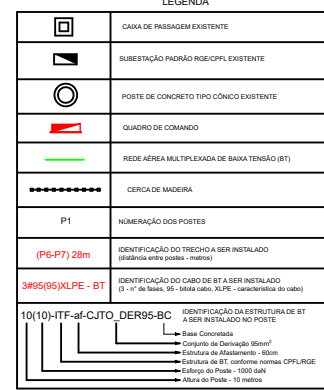 LEGENDA
CAIXA DE PASSAGEM EXISTENTE
SUBESTAÇÃO PADRÃO RGE/CPFL EXISTENTE
POSTE DE CONCRETO TIPO CÔNICO EXISTENTE
QUADRO DE COMANDO
REDE AÉREA MULTIPLEXADA DE BAIXA TENSÃO (BT)
CERCA DE MADEIRA
P1 NÚMERAÇÃO DOS POSTES
(P6-P7) 28m IDENTIFICAÇÃO DO TRECHO A SER INSTALADO
(distância entre postes - metros)
3#95(95)XLPE - BT IDENTIFICAÇÃO DO CABO DE BT A SER INSTALADO
(3 - n° de fases, 95 - bitola cabo, XLPE - característica do cabo)
10(10)-ITF-af-CJTO_DER95-BC IDENTIFICAÇÃO DA ESTRUTURA DE BT
A SER INSTALADO NO POSTE
Base Concretada
Conjunto de Derivação 95mm²
Estrutura de Afastamento - 60cm
Estrutura de BT, conforme normas CPFL/RGE
Esforço do Poste - 1000 daN
Altura do Poste - 10 metros